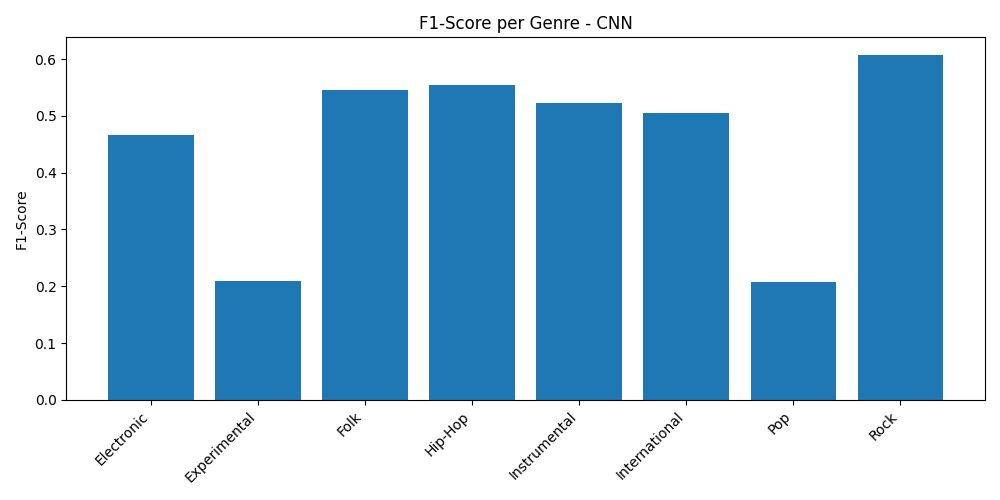 F1-Score per Genre - CNN
F1-Score
0.6
0.5
0.4
0.3
0.2
0.1
0.0
Electronic
Experimental
Folk
Hip-Hop
Instrumental
International
Pop
Rock